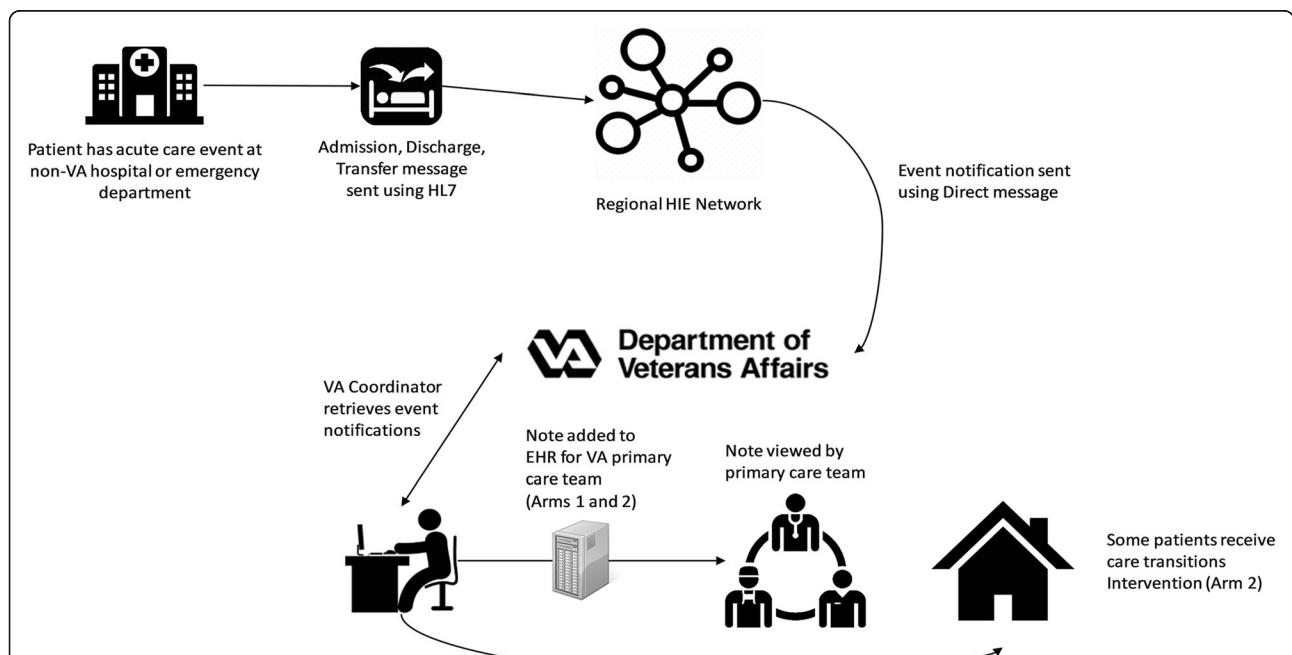 Patient has acute care event at
non-VA hospital or emergency
department
Admission, Discharge,
Transfer message
sent using HL7
Regional HIE Network
Event notification sent
using Direct message
VA
Department of
Veterans Affairs
VA Coordinator
retrieves event
notifications
Note added to
EHR for VA primary
care team
(Arms 1 and 2)
Note viewed by
primary care team
Some patients receive
care transitions
Intervention (Arm 2)